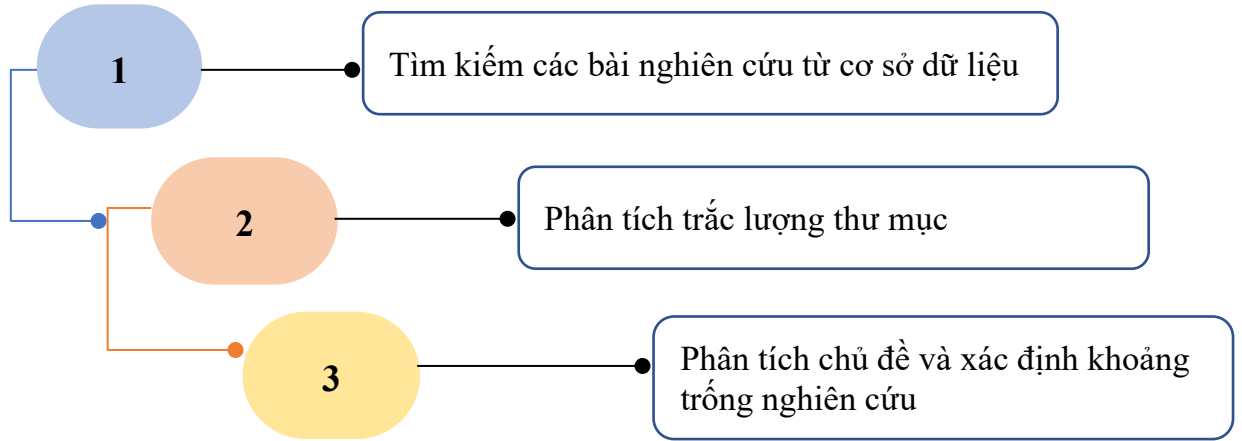 1
Tìm kiếm các bài nghiên cứu từ cơ sở dữ liệu
2
Phân tích trắc lượng thư mục
3
Phân tích chủ đề và xác định khoảng
trống nghiên cứu